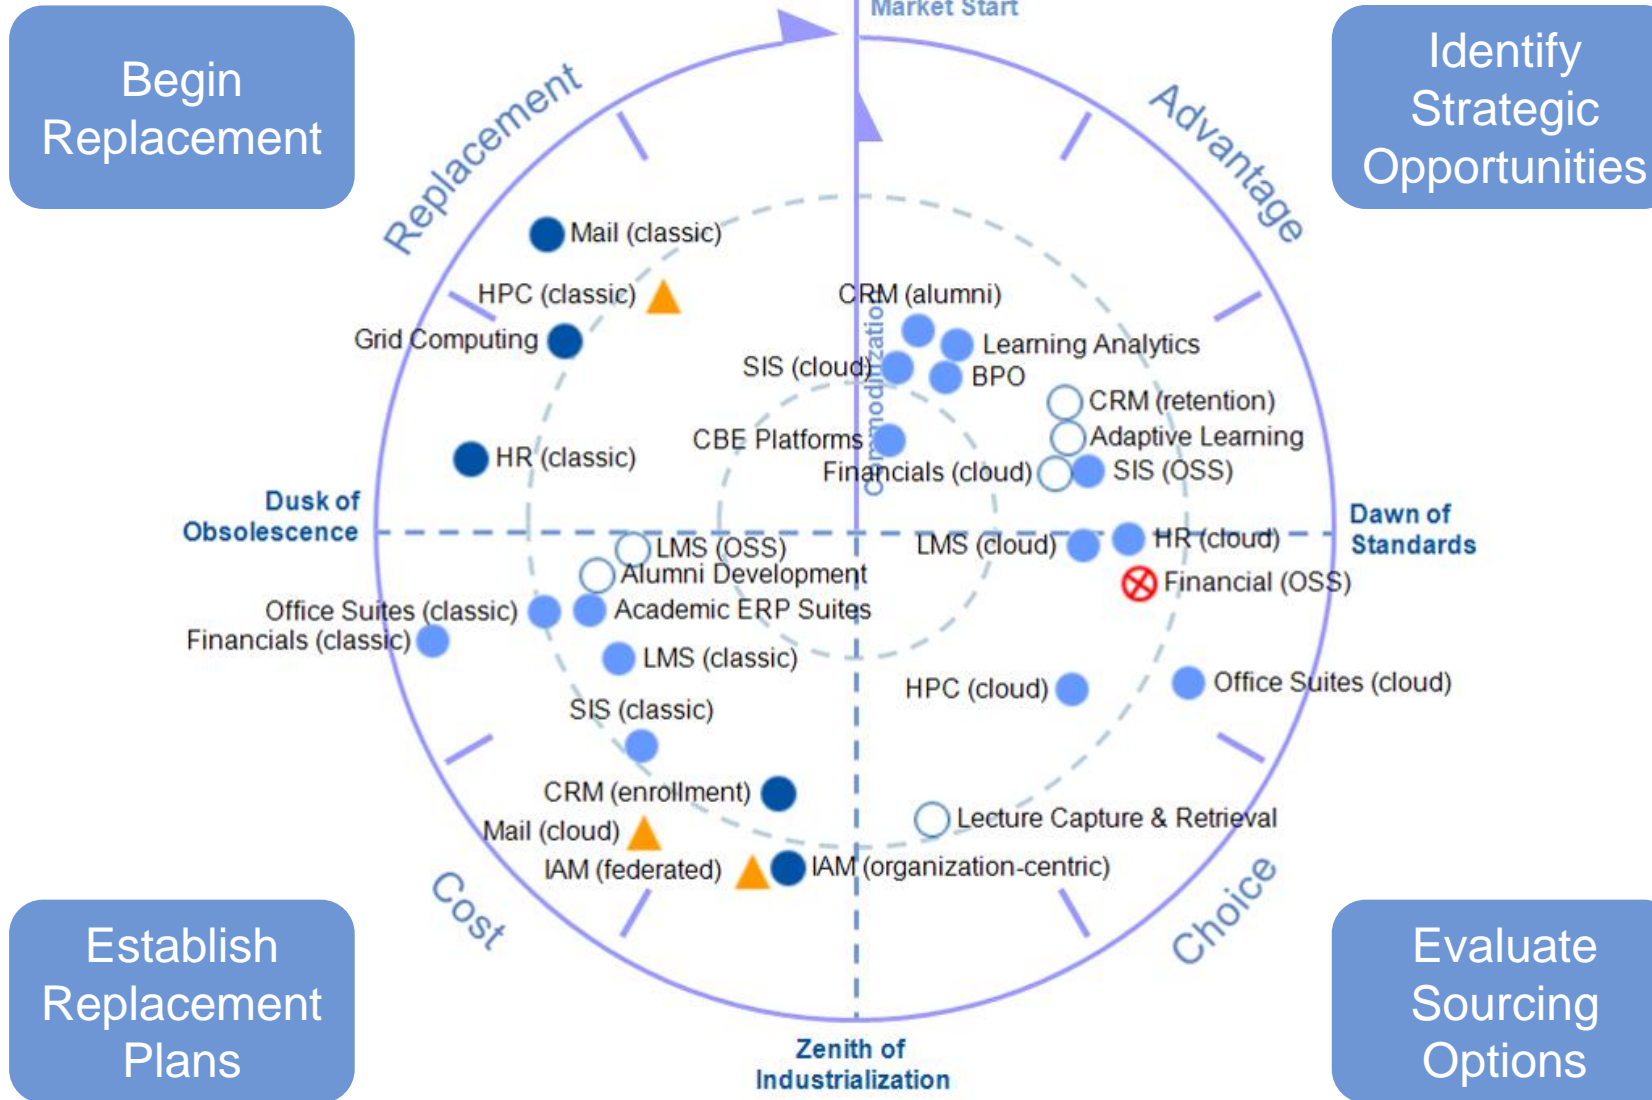 Market Start
Begin
Replacement
Identify
Strategic
Opportunities
Replacement
Advantage
Mail (classic)
HPC (classic)
CRM (alumni)
Grid Computing
Learning Analytics
SIS (cloud)
BPO
Commoditization
CRM (retention)
CBE Platforms
Adaptive Learning
HR (classic)
Financials (cloud)
SIS (OSS)
Dusk of
Obsolescence
Dawn of
Standards
LMS (OSS)
LMS (cloud)
HR (cloud)
Alumni Development
Financial (OSS)
Office Suites (classic)
Academic ERP Suites
Financials (classic)
LMS (classic)
HPC (cloud)
Office Suites (cloud)
SIS (classic)
CRM (enrollment)
Lecture Capture & Retrieval
Mail (cloud)
IAM (federated)
IAM (organization-centric)
Cost
Choice
Establish
Replacement
Plans
Evaluate
Sourcing
Options
Zenith of
Industrialization